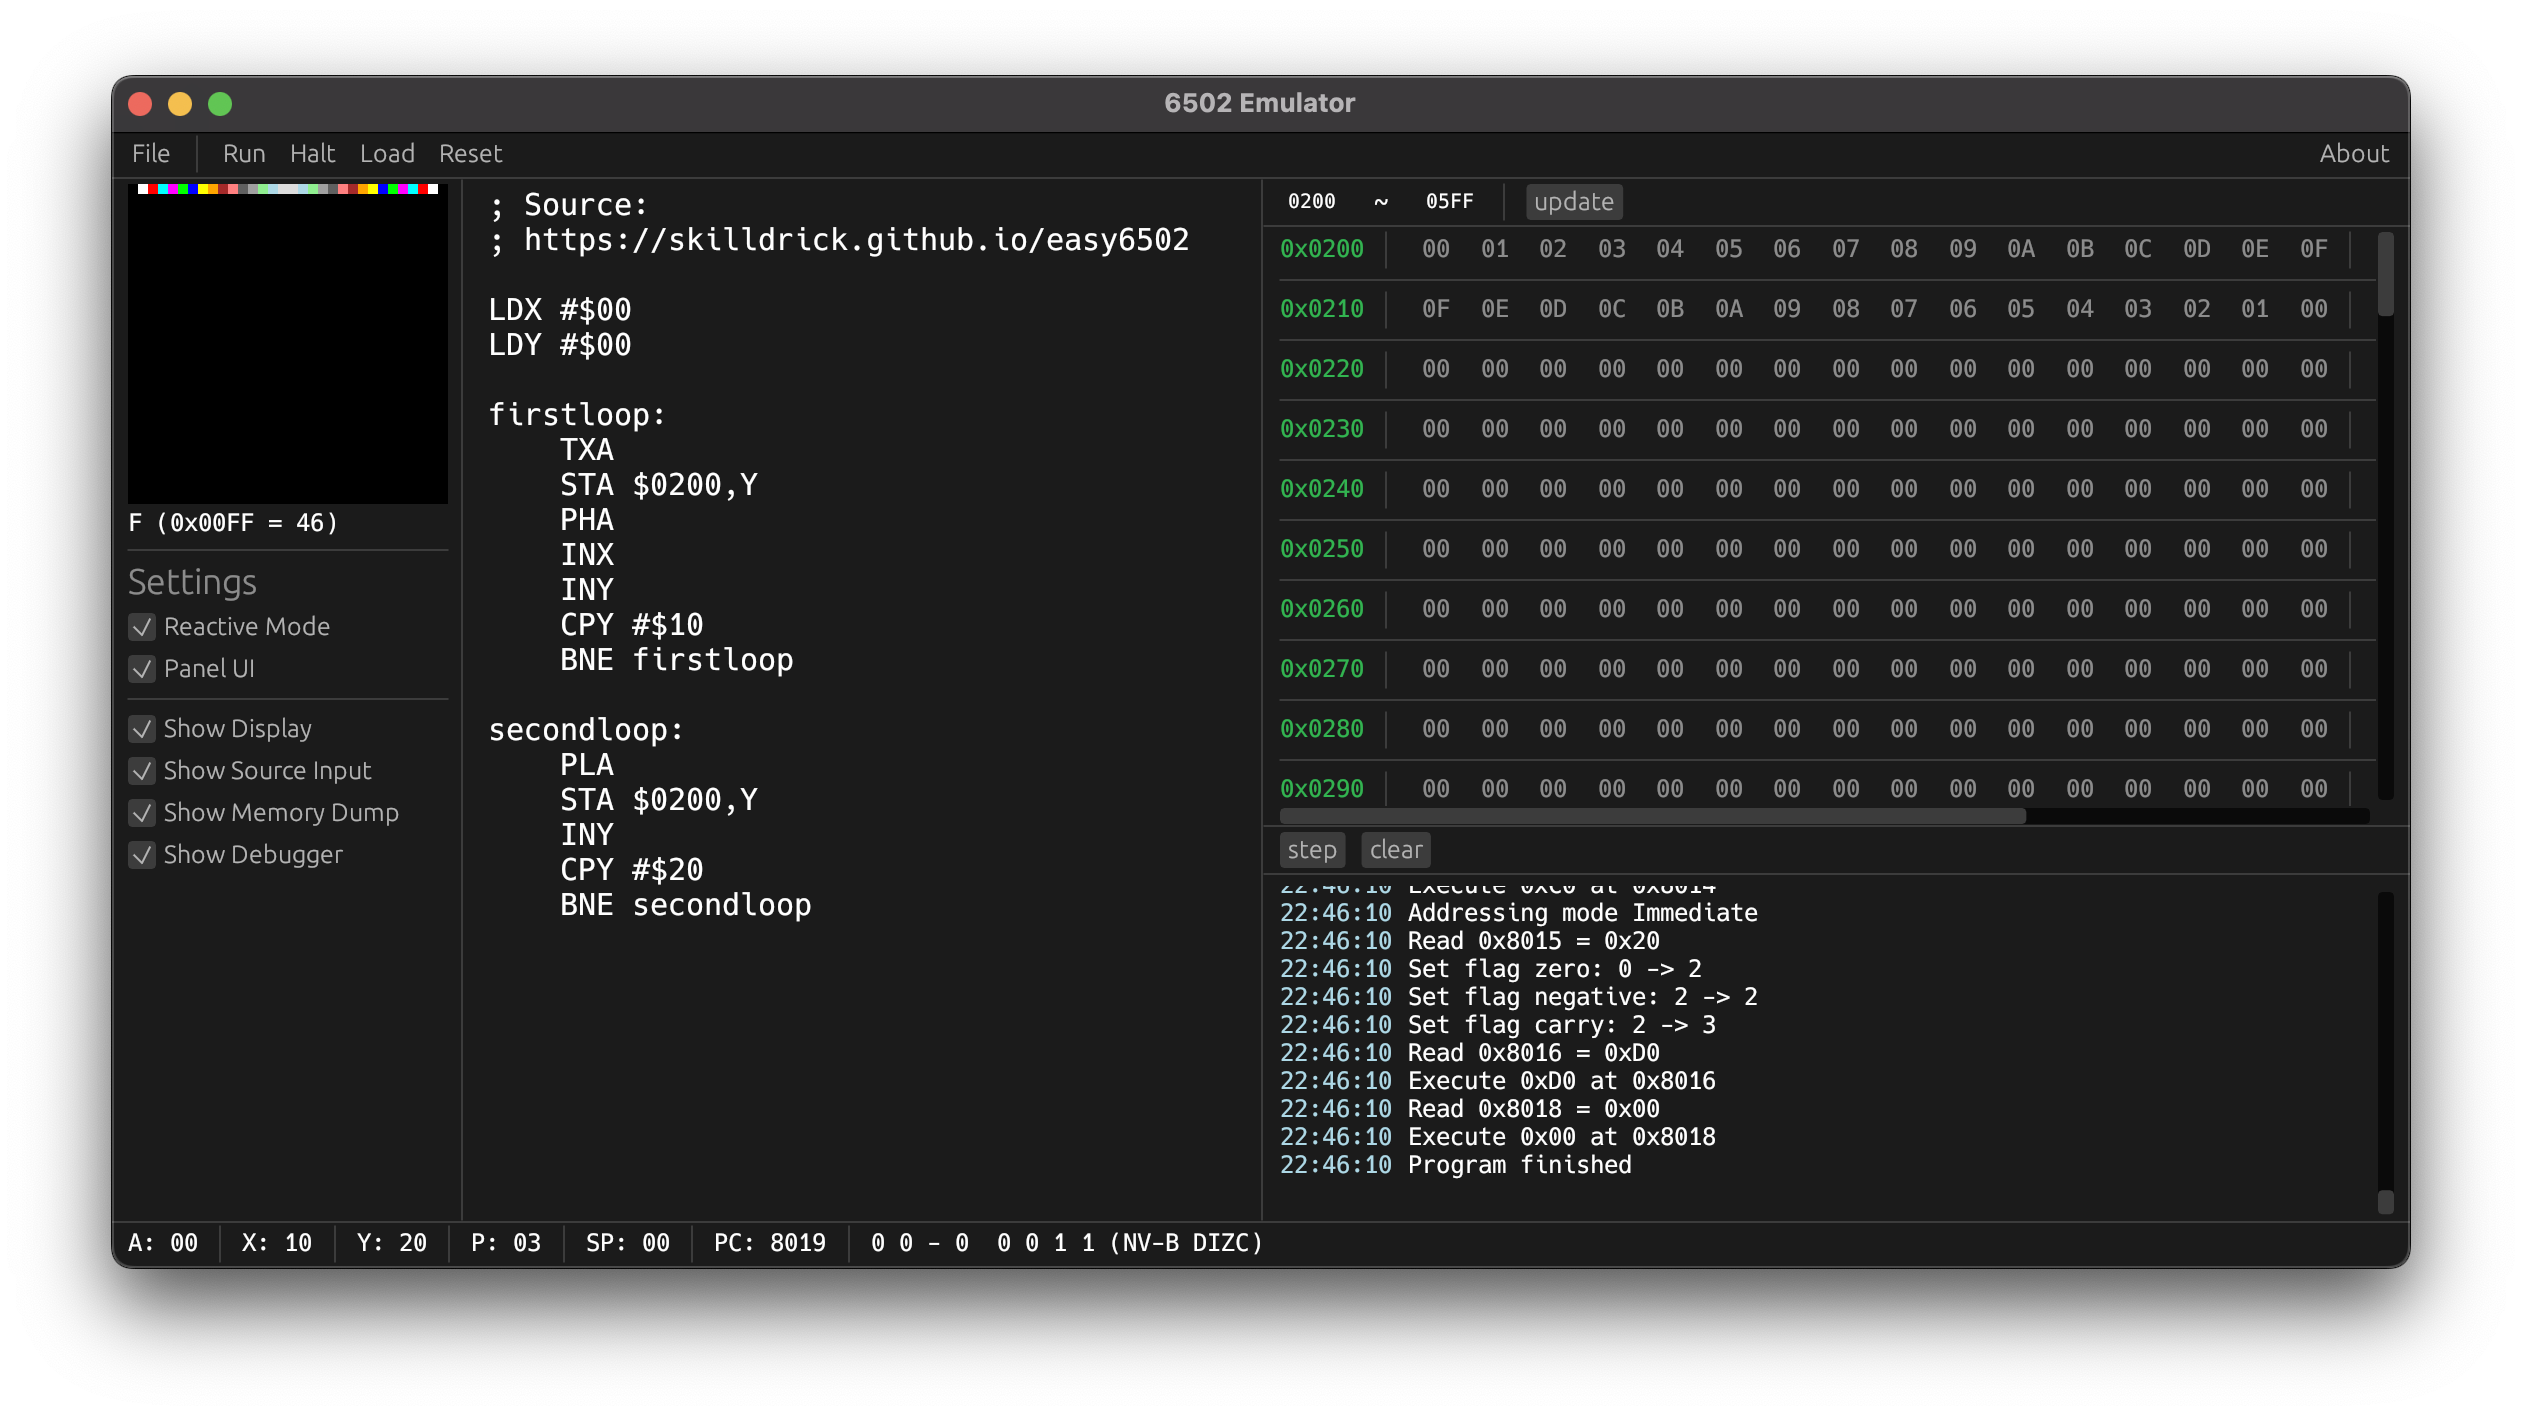 6502 Emulator
File Run Halt Load Reset About
F (0x00FF = 46)
Settings
Reactive Mode
Panel UI
Show Display
Show Source Input
Show Memory Dump
Show Debugger
; Source:
; https://skilldrick.github.io/easy6502
LDX #$00
LDY #$00
firstloop:
TXA
STA $0200,Y
PHA
INX
INY
CPY #$10
BNE firstloop
secondloop:
PLA
STA $0200,Y
INY
CPY #$20
BNE secondloop
0200 ~ 05FF update
0x0200 00 01 02 03 04 05 06 07 08 09 0A 0B 0C 0D 0E 0F
0x0210 0F 0E 0D 0C 0B 0A 09 08 07 06 05 04 03 02 01 00
0x0220 00 00 00 00 00 00 00 00 00 00 00 00 00 00 00 00
0x0230 00 00 00 00 00 00 00 00 00 00 00 00 00 00 00 00
0x0240 00 00 00 00 00 00 00 00 00 00 00 00 00 00 00 00
0x0250 00 00 00 00 00 00 00 00 00 00 00 00 00 00 00 00
0x0260 00 00 00 00 00 00 00 00 00 00 00 00 00 00 00 00
0x0270 00 00 00 00 00 00 00 00 00 00 00 00 00 00 00 00
0x0280 00 00 00 00 00 00 00 00 00 00 00 00 00 00 00 00
0x0290 00 00 00 00 00 00 00 00 00 00 00 00 00 00 00 00
step clear
22:46:10 Execute 0xC0 at 0x8014
22:46:10 Addressing mode Immediate
22:46:10 Read 0x8015 = 0x20
22:46:10 Set flag zero: 0 -> 2
22:46:10 Set flag negative: 2 -> 2
22:46:10 Set flag carry: 2 -> 3
22:46:10 Read 0x8016 = 0xD0
22:46:10 Execute 0xD0 at 0x8016
22:46:10 Read 0x8018 = 0x00
22:46:10 Execute 0x00 at 0x8018
22:46:10 Program finished
A: 00 X: 10 Y: 20 P: 03 SP: 00 PC: 8019 0 0 - 0 0 0 1 1 (NV-B DIZC)